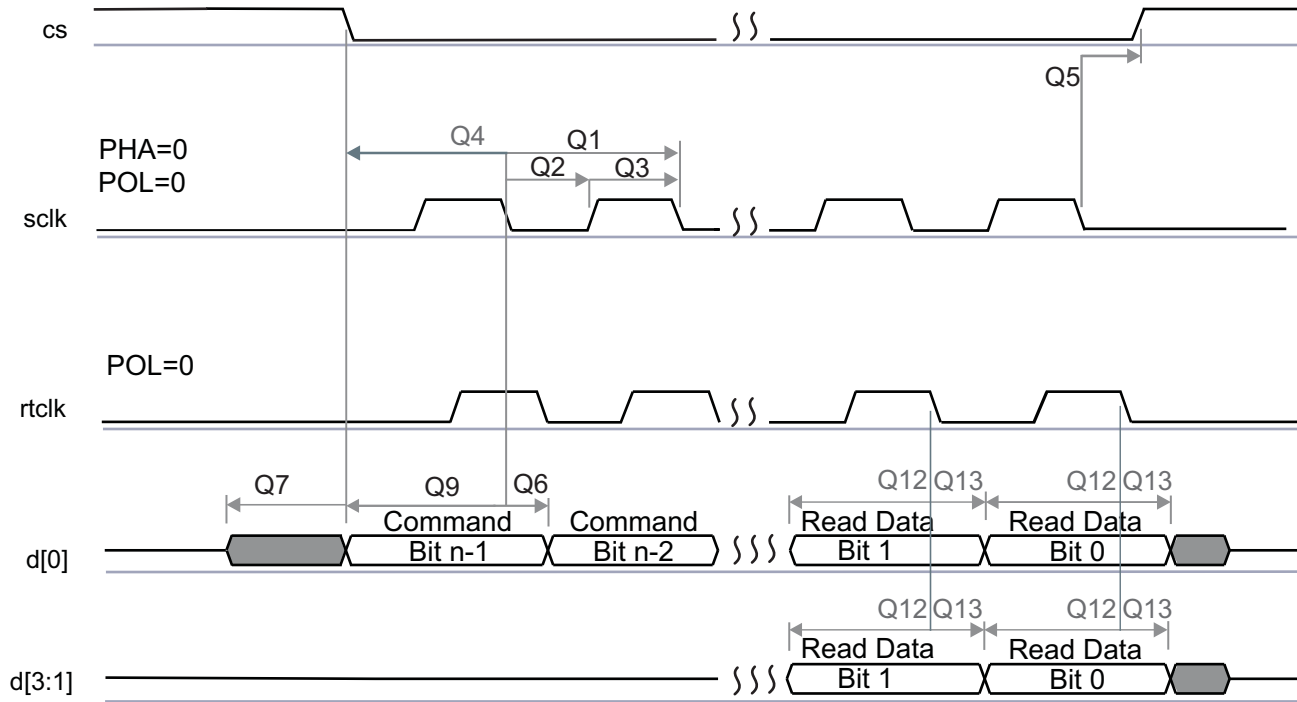 cs
Q5
Q4 Q1
PHA=0
Q2 Q3
POL=0
sclk
POL=0
rtclk
Q7 Q9 Q6 Q12 Q13 Q12 Q13
Command Command Read Data Read Data
d[0] Bit n-1 Bit n-2 Bit 1 Bit 0
Q12 Q13 Q12 Q13
Read Data Read Data
d[3:1] Bit 1 Bit 0